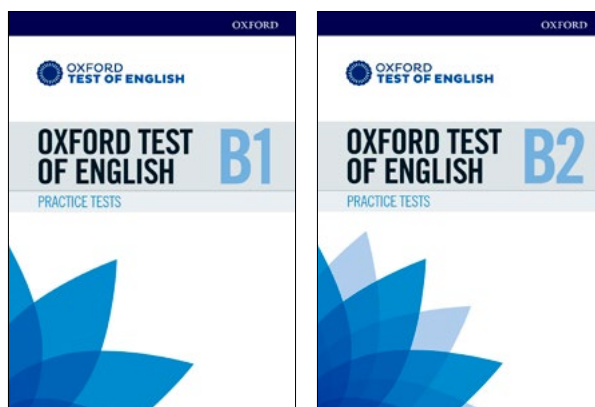 OXFORD
OXFORD
TEST OF ENGLISH
OXFORD TEST
OF ENGLISH
B1
PRACTICE TESTS
OXFORD
OXFORD
TEST OF ENGLISH
OXFORD TEST
OF ENGLISH
B2
PRACTICE TESTS